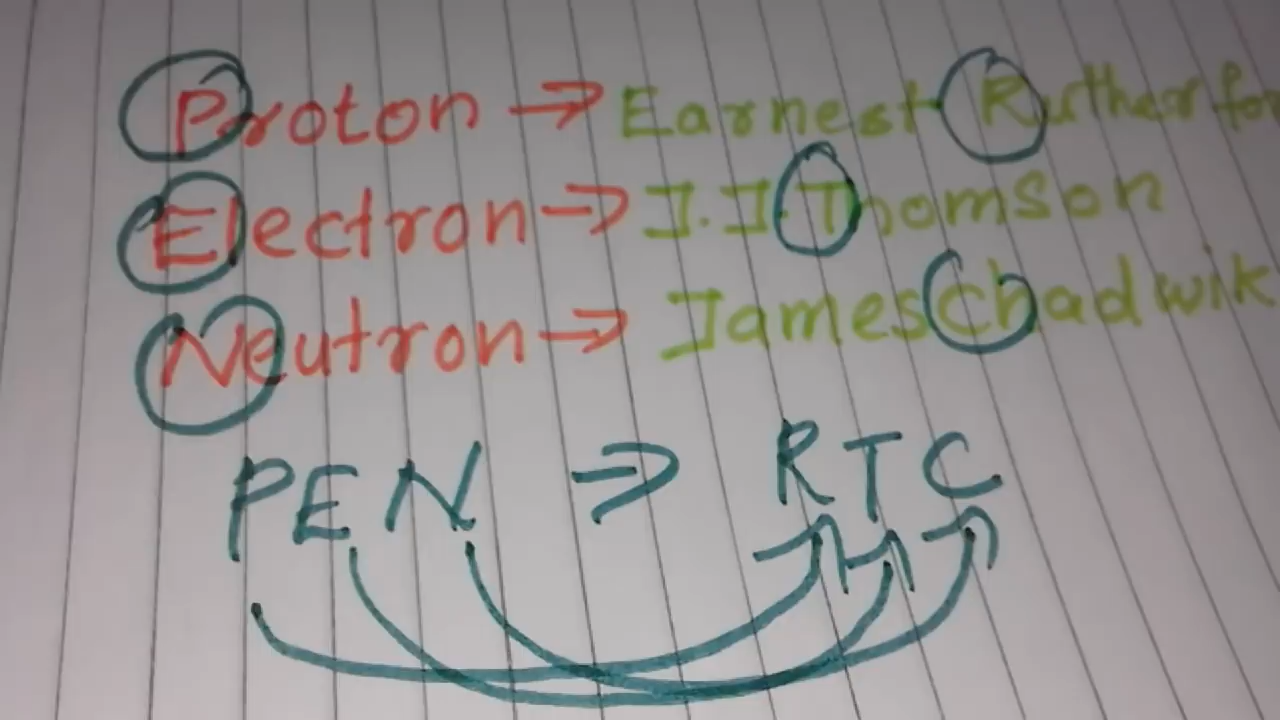 Proton → Earnest Rutherfor
Electron → J.J.Thomson
Neutron → James Chadwik
PEN ⇒ RTC